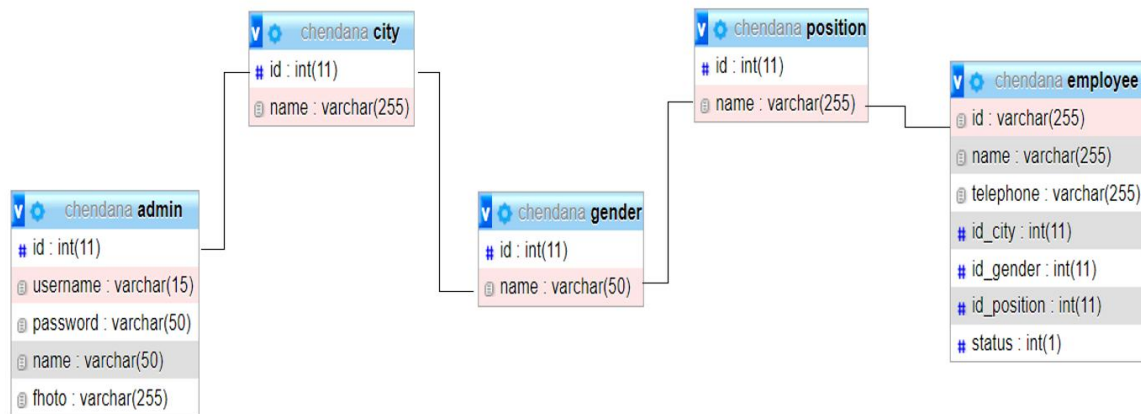 chendana city
# id : int(11)
name : varchar(255)
chendana position
# id : int(11)
name : varchar(255)
chendana employee
id : varchar(255)
name : varchar(255)
telephone : varchar(255)
# id_city : int(11)
# id_gender : int(11)
# id_position : int(11)
# status : int(1)
chendana admin
# id : int(11)
username : varchar(15)
password : varchar(50)
name : varchar(50)
fhoto : varchar(255)
chendana gender
# id : int(11)
name : varchar(50)